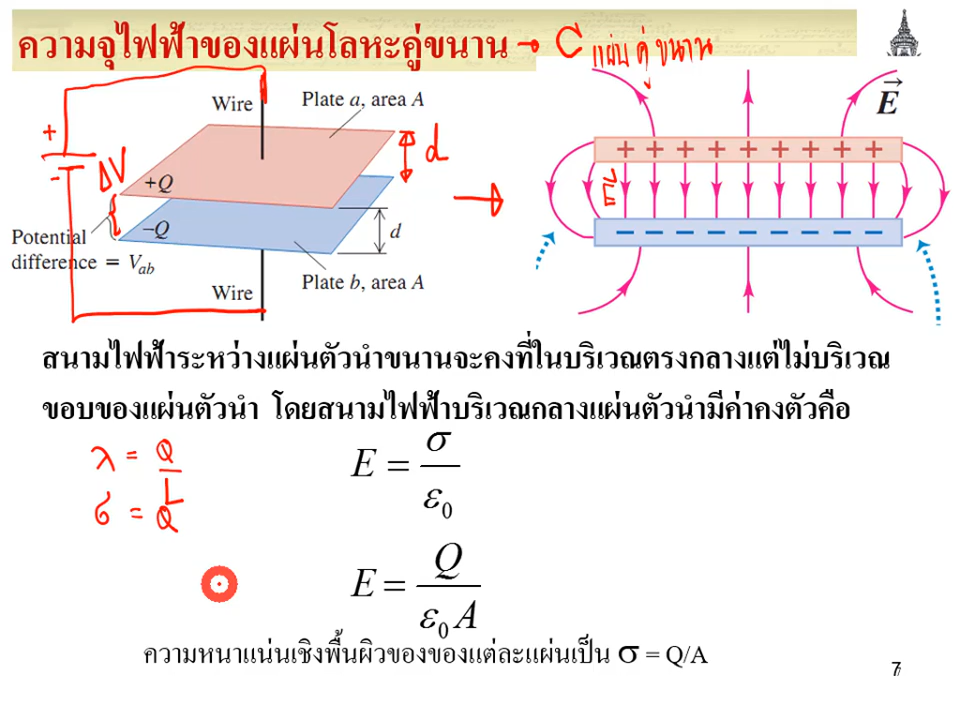 ความจุไฟฟ้าของแผ่นโลหะคู่ขนาน → C แผ่นคู่ขนาน
Wire
Plate a, area A
+
-
ΔV
+Q
-Q
d
d
Potential
difference = Vab
Plate b, area A
Wire
E
+ + + + + + + + +
− − − − − − − − −
สนามไฟฟ้าระหว่างแผ่นตัวนำขนานจะคงที่ในบริเวณตรงกลางแต่ไม่บริเวณ
ขอบของแผ่นตัวนำ โดยสนามไฟฟ้าบริเวณกลางแผ่นตัวนำมีค่าคงตัวคือ
λ = Q/L
σ = Q
E = σ/ε0
E = Q/ε0A
ความหนาแน่นเชิงพื้นผิวของของแต่ละแผ่นเป็น σ = Q/A
7